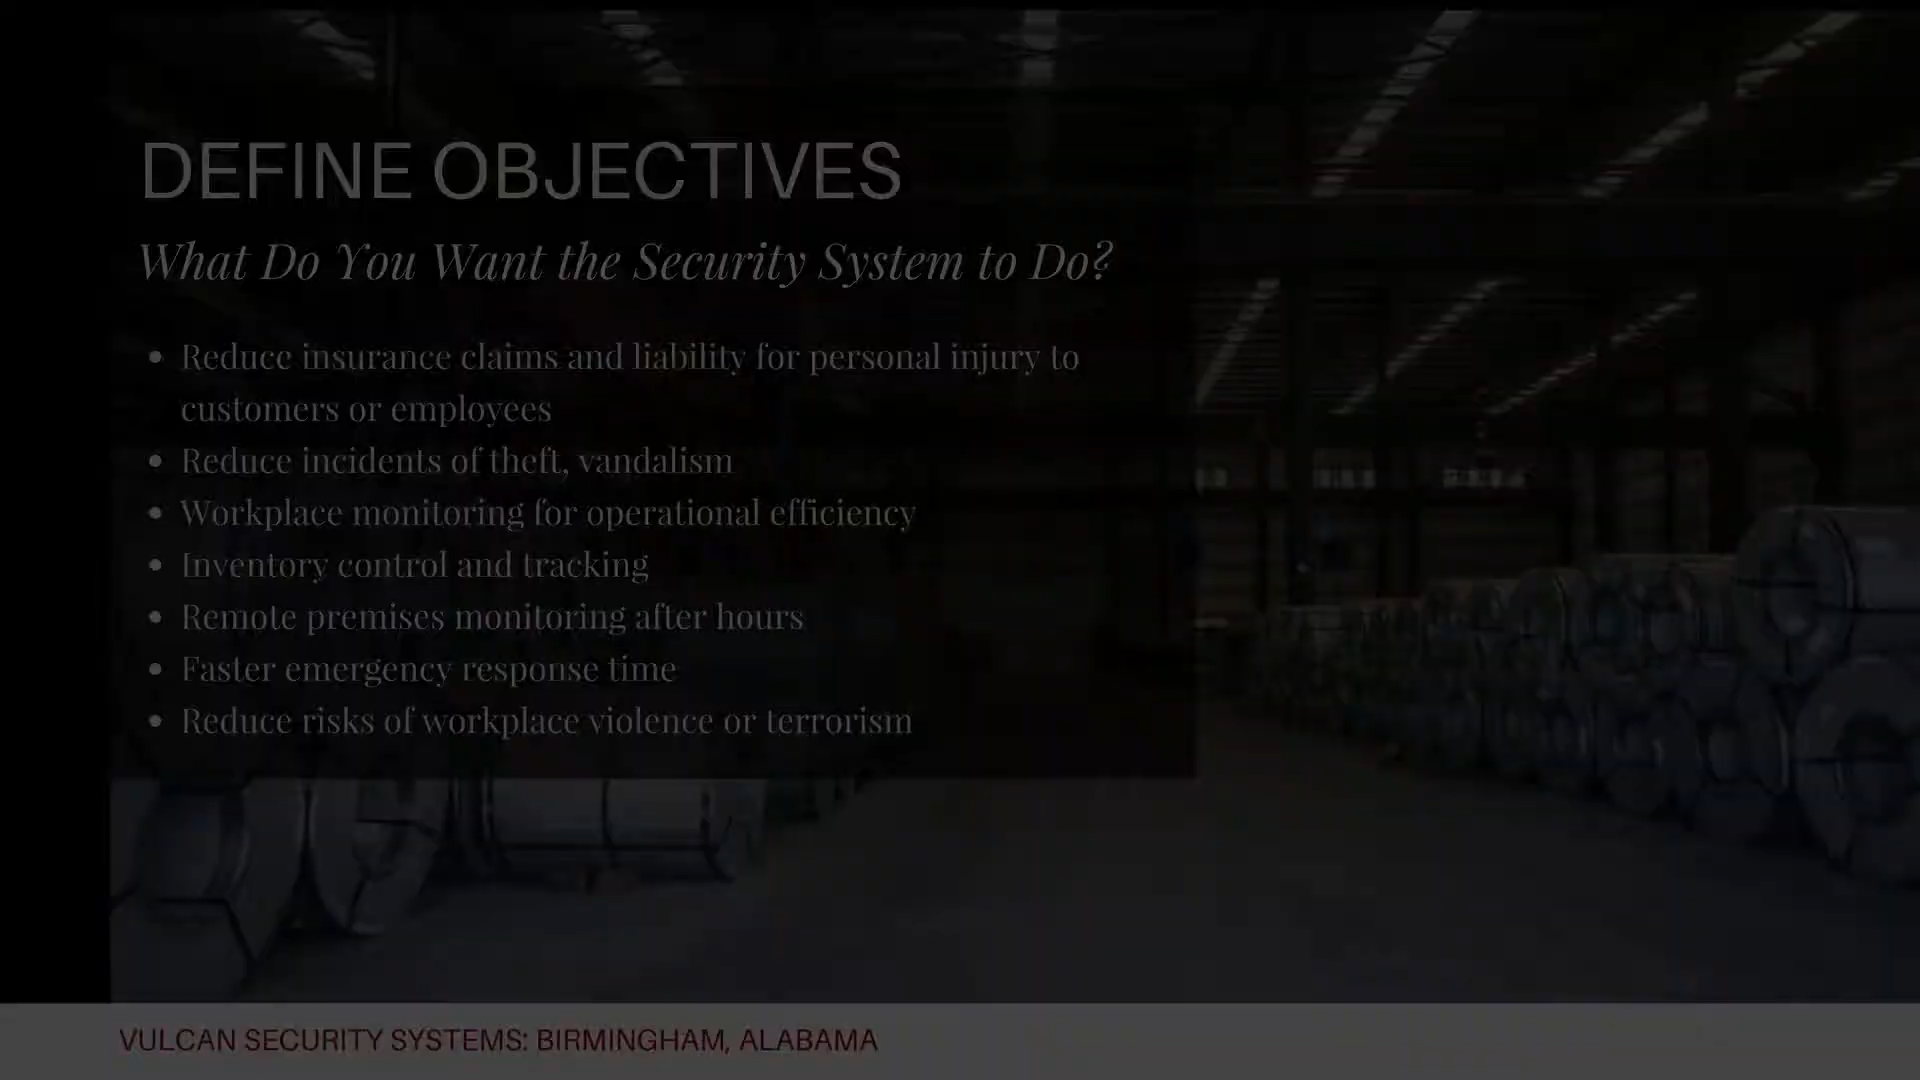 DEFINE OBJECTIVES
What Do You Want the Security System to Do?
• Reduce insurance claims and liability for personal injury to
customers or employees
• Reduce incidents of theft, vandalism
• Workplace monitoring for operational efficiency
• Inventory control and tracking
• Remote premises monitoring after hours
• Faster emergency response time
• Reduce risks of workplace violence or terrorism
VULCAN SECURITY SYSTEMS: BIRMINGHAM, ALABAMA